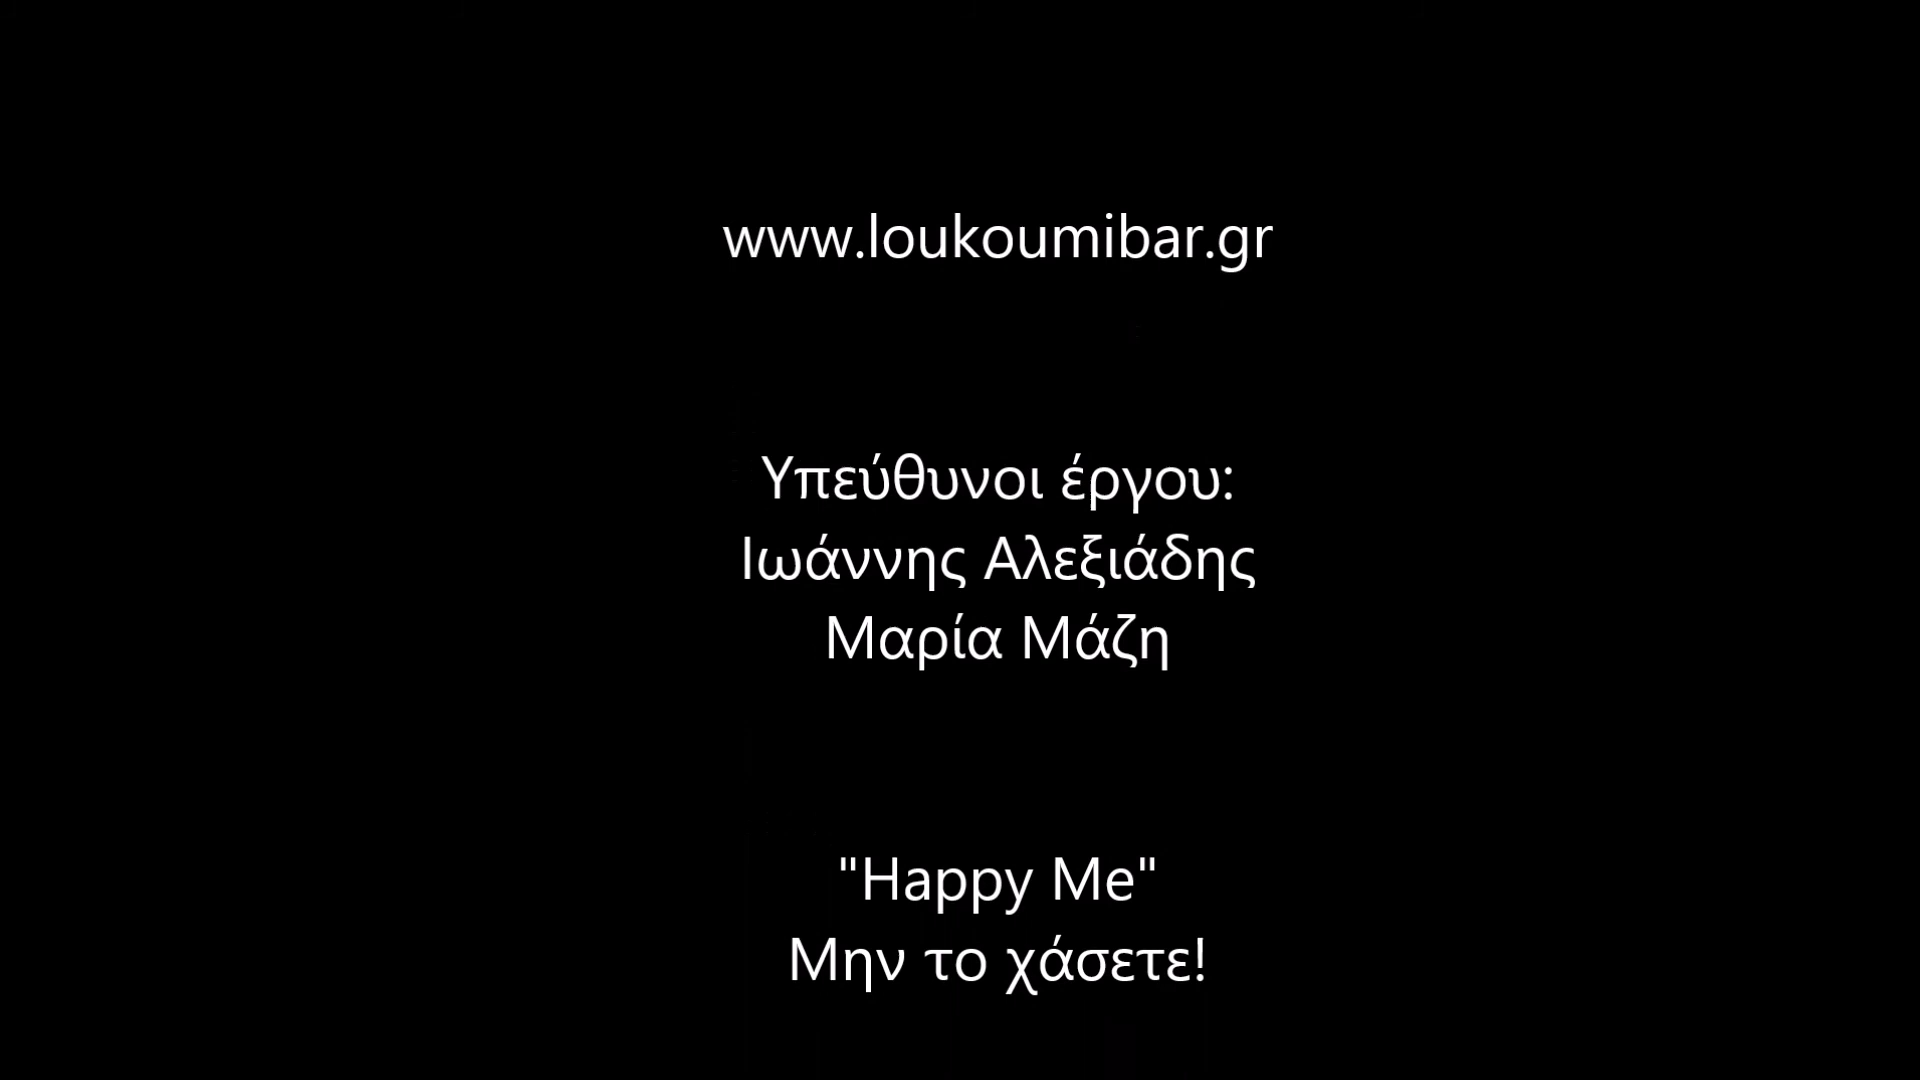 www.loukoumibar.gr
Υπεύθυνοι έργου:
Ιωάννης Αλεξιάδης
Μαρία Μάζη
"Happy Me"
Μην το χάσετε!